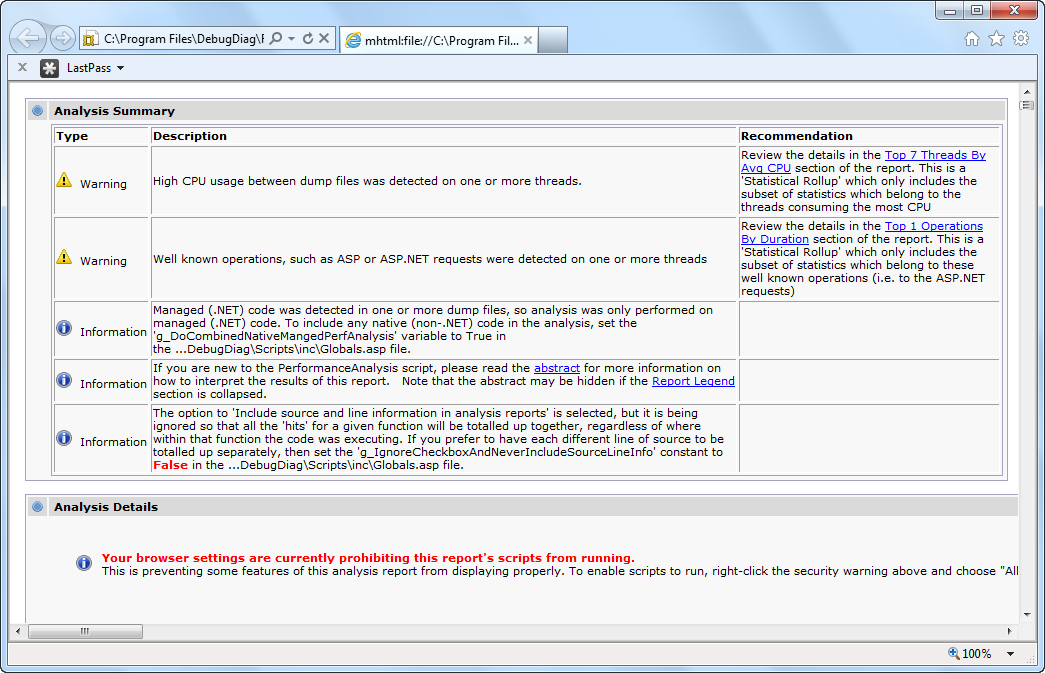 C:\Program Files\DebugDiag\
mhtml:file://C:\Program Fil...
LastPass
Analysis Summary
Type Description Recommendation
Warning
High CPU usage between dump files was detected on one or more threads.
Review the details in the Top 7 Threads By
Avg CPU section of the report. This is a
'Statistical Rollup' which only includes the
subset of statistics which belong to the
threads consuming the most CPU
Warning
Well known operations, such as ASP or ASP.NET requests were detected on one or more threads
Review the details in the Top 1 Operations
By Duration section of the report. This is a
'Statistical Rollup' which only includes the
subset of statistics which belong to these
well known operations (i.e. to the ASP.NET
requests)
Information
Managed (.NET) code was detected in one or more dump files, so analysis was only performed on
managed (.NET) code. To include any native (non-.NET) code in the analysis, set the
'g_DoCombinedNativeMangedPerfAnalysis' variable to True in
the ...DebugDiag\Scripts\inc\Globals.asp file.
Information
If you are new to the PerformanceAnalysis script, please read the abstract for more information on
how to interpret the results of this report. Note that the abstract may be hidden if the Report Legend
section is collapsed.
Information
The option to 'Include source and line information in analysis reports' is selected, but it is being
ignored so that all the 'hits' for a given function will be totalled up together, regardless of where
within that function the code was executing. If you prefer to have each different line of source to be
totalled up separately, then set the 'g_IgnoreCheckboxAndNeverIncludeSourceLineInfo' constant to
False in the ...DebugDiag\Scripts\inc\Globals.asp file.
Analysis Details
Your browser settings are currently prohibiting this report's scripts from running.
This is preventing some features of this analysis report from displaying properly. To enable scripts to run, right-click the security warning above and choose "All
100%